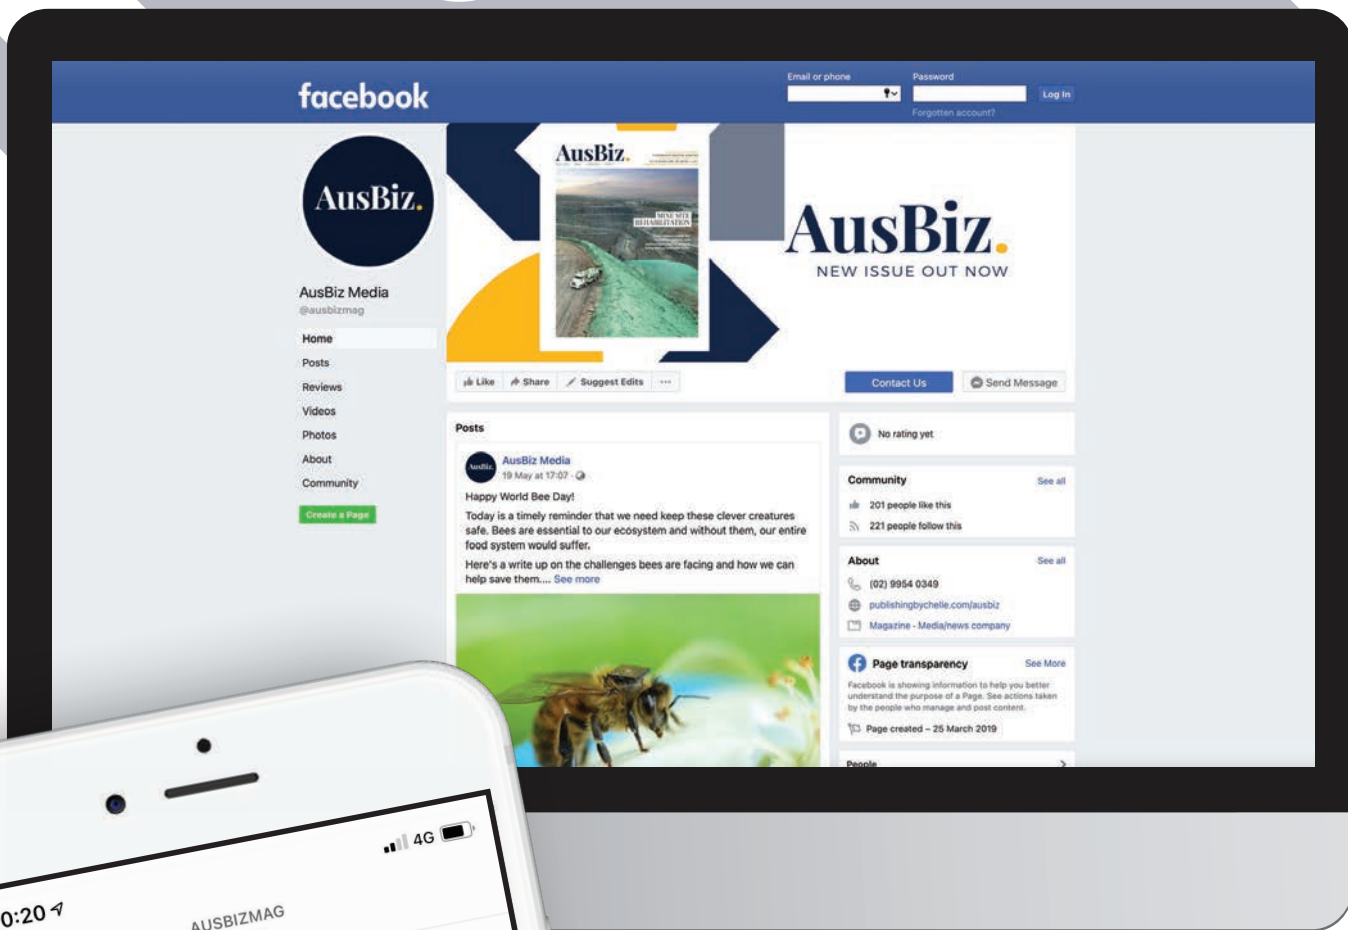 facebook
Email or phone
Password
Log In
Forgotten account?
AusBiz.
AusBiz Media
@ausbizmag
Home
Posts
Reviews
Videos
Photos
About
Community
Create a Page
AusBiz.
MINE SITE
REHABILITATION
AusBiz.
NEW ISSUE OUT NOW
Like
Share
Suggest Edits
Contact Us
Send Message
Posts
AusBiz.
AusBiz Media
19 May at 17:07
Happy World Bee Day!
Today is a timely reminder that we need keep these clever creatures
safe. Bees are essential to our ecosystem and without them, our entire
food system would suffer.
Here's a write up on the challenges bees are facing and how we can
help save them.... See more
No rating yet
Community
See all
201 people like this
221 people follow this
About
See all
(02) 9954 0349
publishingbychelle.com/ausbiz
Magazine - Media/news company
Page transparency
See More
Facebook is showing information to help you better
understand the purpose of a Page. See actions taken
by the people who manage and post content.
Page created – 25 March 2019
People
4G
0:20
AUSBIZMAG